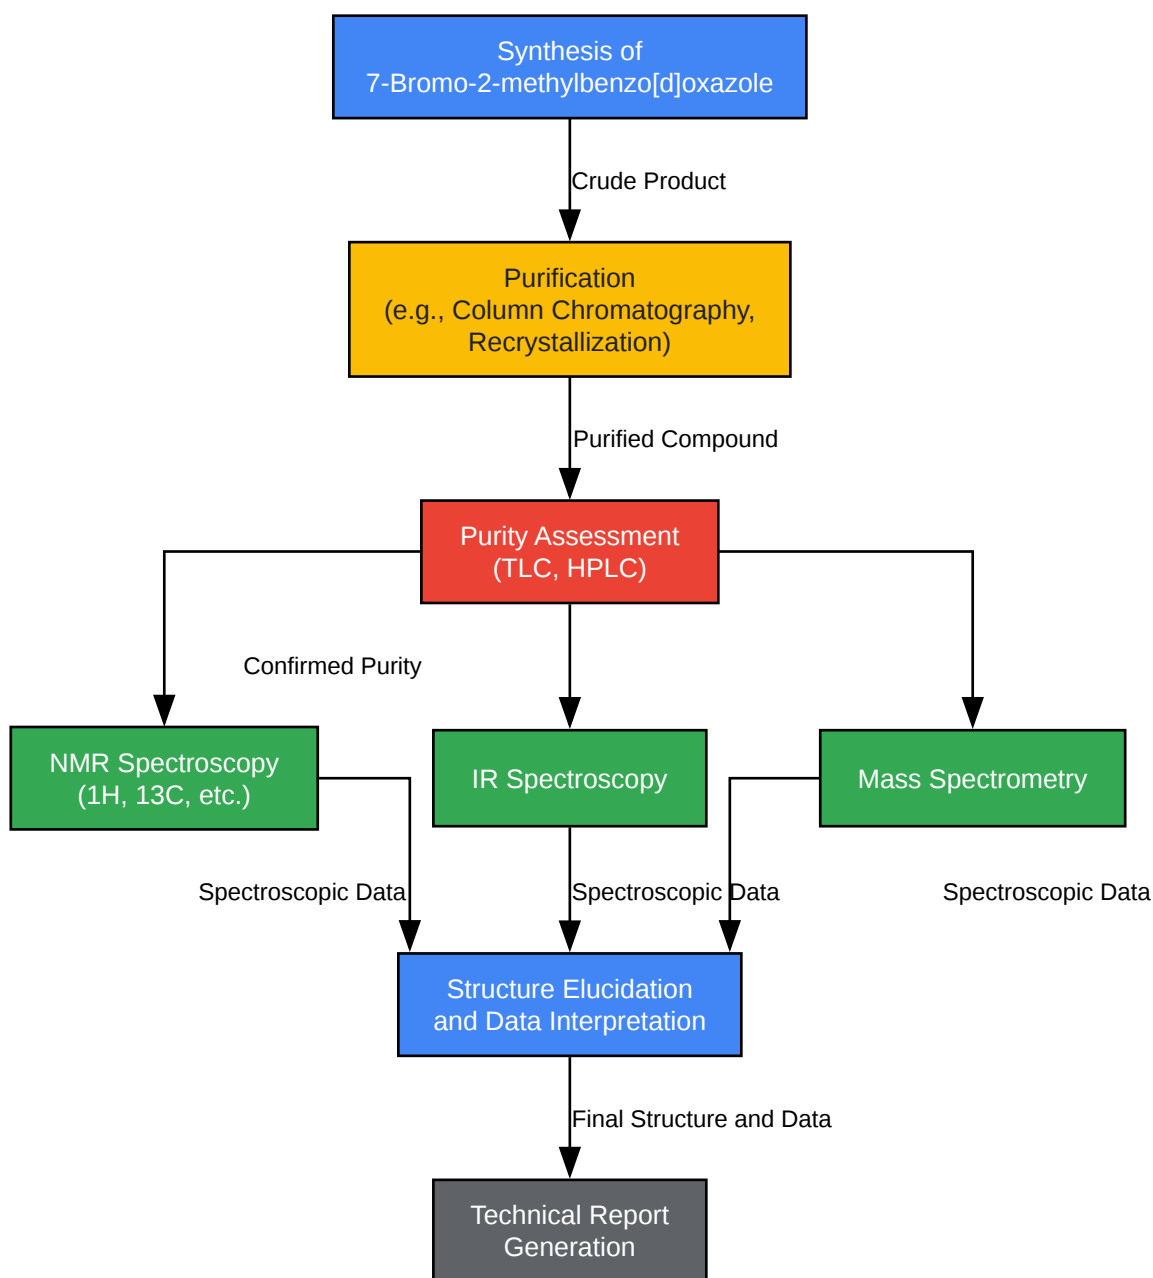 Synthesis of
7-Bromo-2-methylbenzo[d]oxazole
Crude Product
Purification
(e.g., Column Chromatography,
Recrystallization)
Purified Compound
Purity Assessment
(TLC, HPLC)
Confirmed Purity
NMR Spectroscopy
(1H, 13C, etc.)
IR Spectroscopy
Mass Spectrometry
Spectroscopic Data
Spectroscopic Data
Spectroscopic Data
Structure Elucidation
and Data Interpretation
Final Structure and Data
Technical Report
Generation